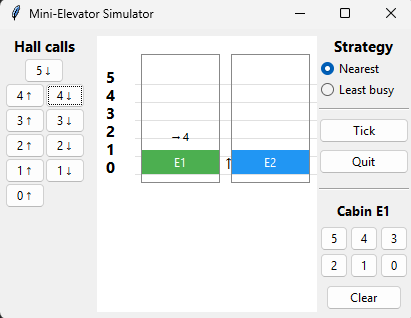 Mini-Elevator Simulator
Hall calls
5↓
4↑ 4↓
3↑ 3↓
2↑ 2↓
1↑ 1↓
0↑
5
4
3
2
1
0
→4
E1
↑
E2
Strategy
Nearest
Least busy
Tick
Quit
Cabin E1
5 4 3
2 1 0
Clear